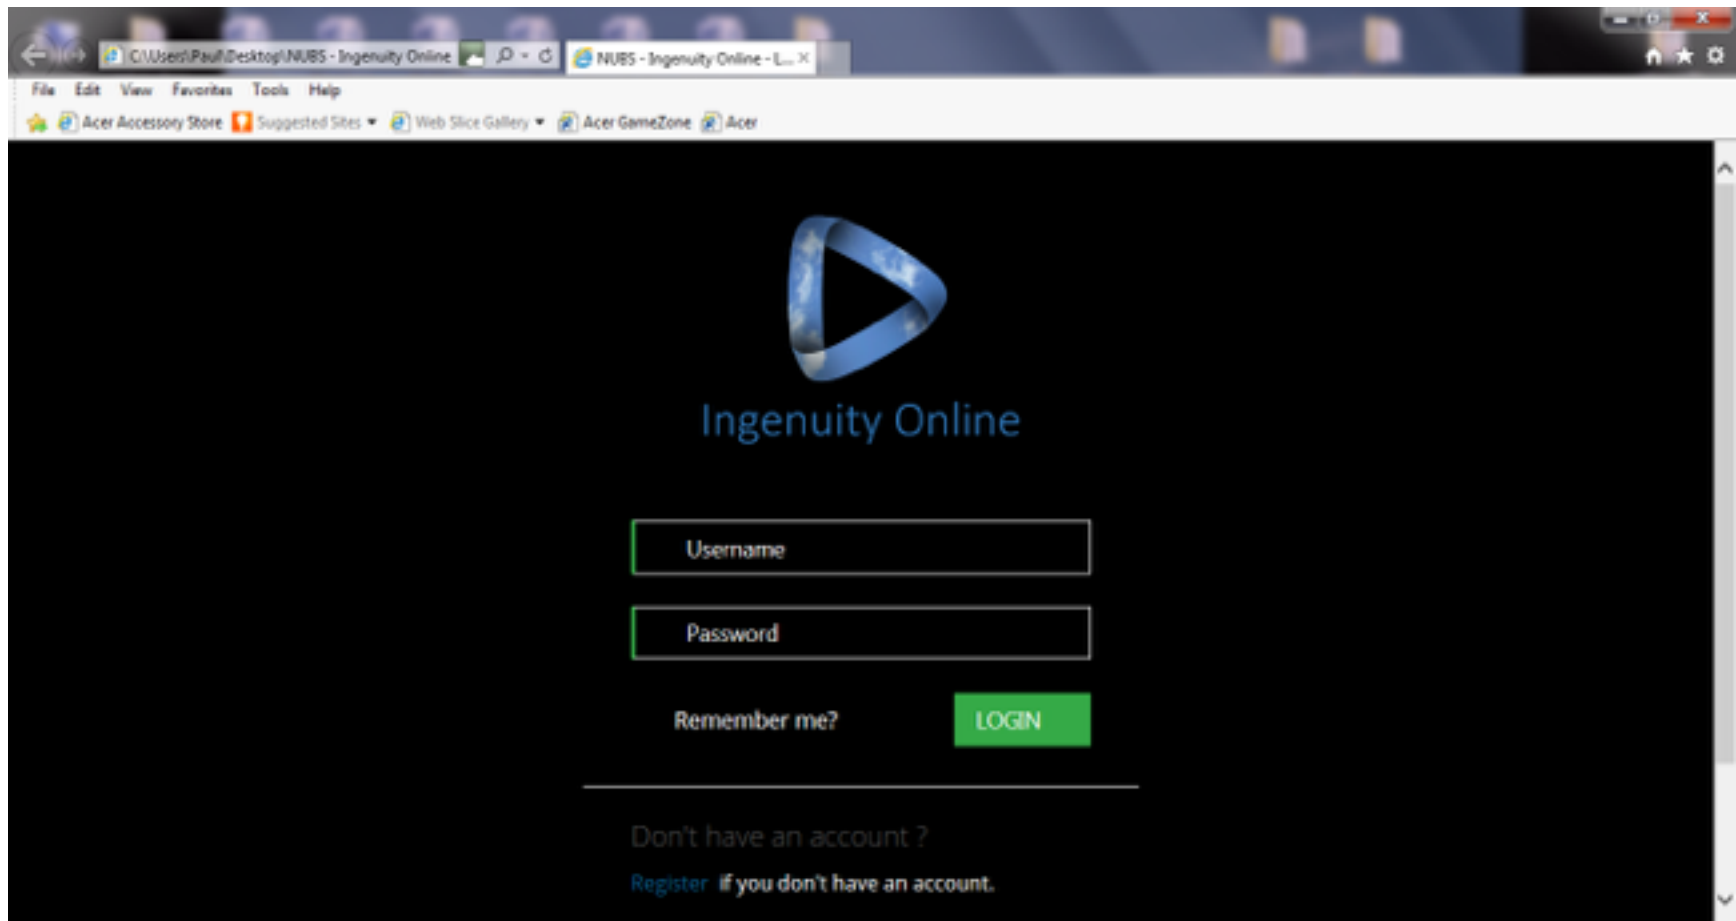 C:\Users\Paul\Desktop\NUBS - Ingenuity Online
NUBS - Ingenuity Online - L...
File Edit View Favorites Tools Help
Acer Accessory Store Suggested Sites Web Slice Gallery Acer GameZone Acer
Ingenuity Online
Username
Password
Remember me? LOGIN
Don't have an account ?
Register if you don't have an account.